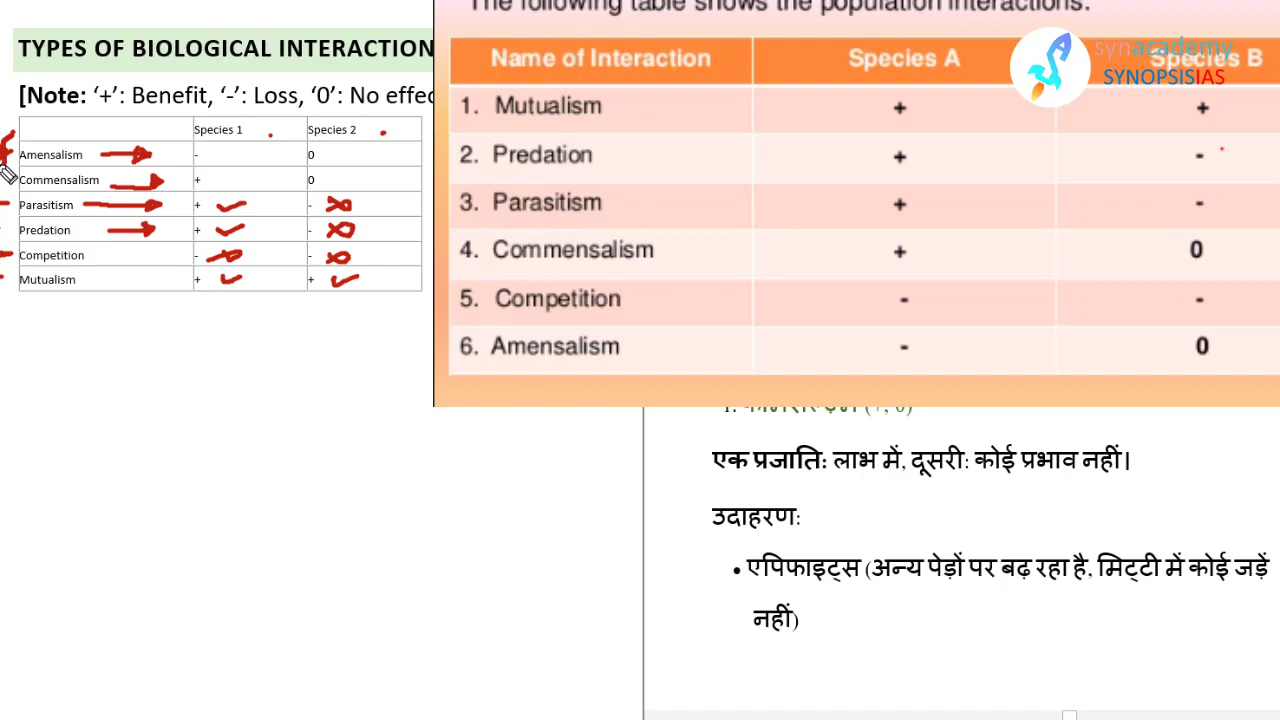 TYPES OF BIOLOGICAL INTERACTION
[Note: ‘+’: Benefit, ‘-’: Loss, ‘0’: No effec
Species 1 Species 2
Amensalism - 0
Commensalism + 0
Parasitism + -
Predation + -
Competition - -
Mutualism + +
The following table shows the population interactions.
Name of Interaction Species A Species B
1. Mutualism + +
2. Predation + -
3. Parasitism + -
4. Commensalism + 0
5. Competition - -
6. Amensalism - 0
synacademy
SYNOPSISIAS
एक प्रजाति: लाभ में, दूसरी: कोई प्रभाव नहीं।
उदाहरण:
• एपिफाइट्स (अन्य पेड़ों पर बढ़ रहा है, मिट्टी में कोई जड़ें
नहीं)